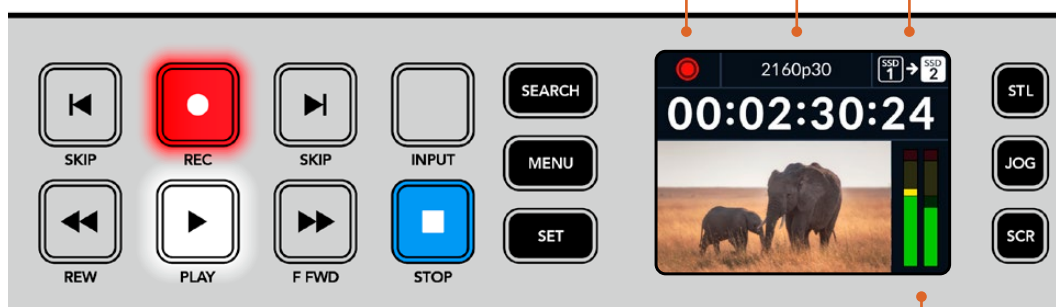 SKIP
REC
SKIP
INPUT
REW
PLAY
F FWD
STOP
SEARCH
MENU
SET
2160p30
SSD 1 → SSD 2
00:02:30:24
STL
JOG
SCR